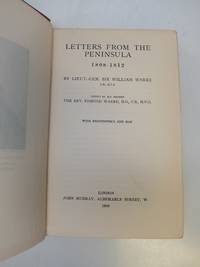 LETTERS FROM THE
PENINSULA
1808-1812
BY LIEUT.-GEN. SIR WILLIAM WARRE
C.B. K.T.S.
EDITED BY HIS NEPHEW
THE REV. EDMOND WARRE, D.D., C.B., M.V.O.
WITH FRONTISPIECE AND MAP
LONDON
JOHN MURRAY, ALBEMARLE STREET, W.
1909